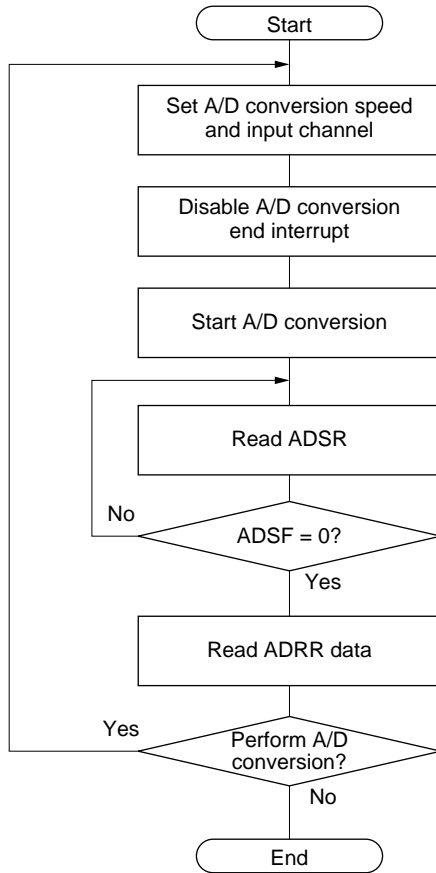 Start
Set A/D conversion speed
and input channel
Disable A/D conversion
end interrupt
Start A/D conversion
Read ADSR
No
ADSF = 0?
Yes
Read ADRR data
Yes
Perform A/D
conversion?
No
End